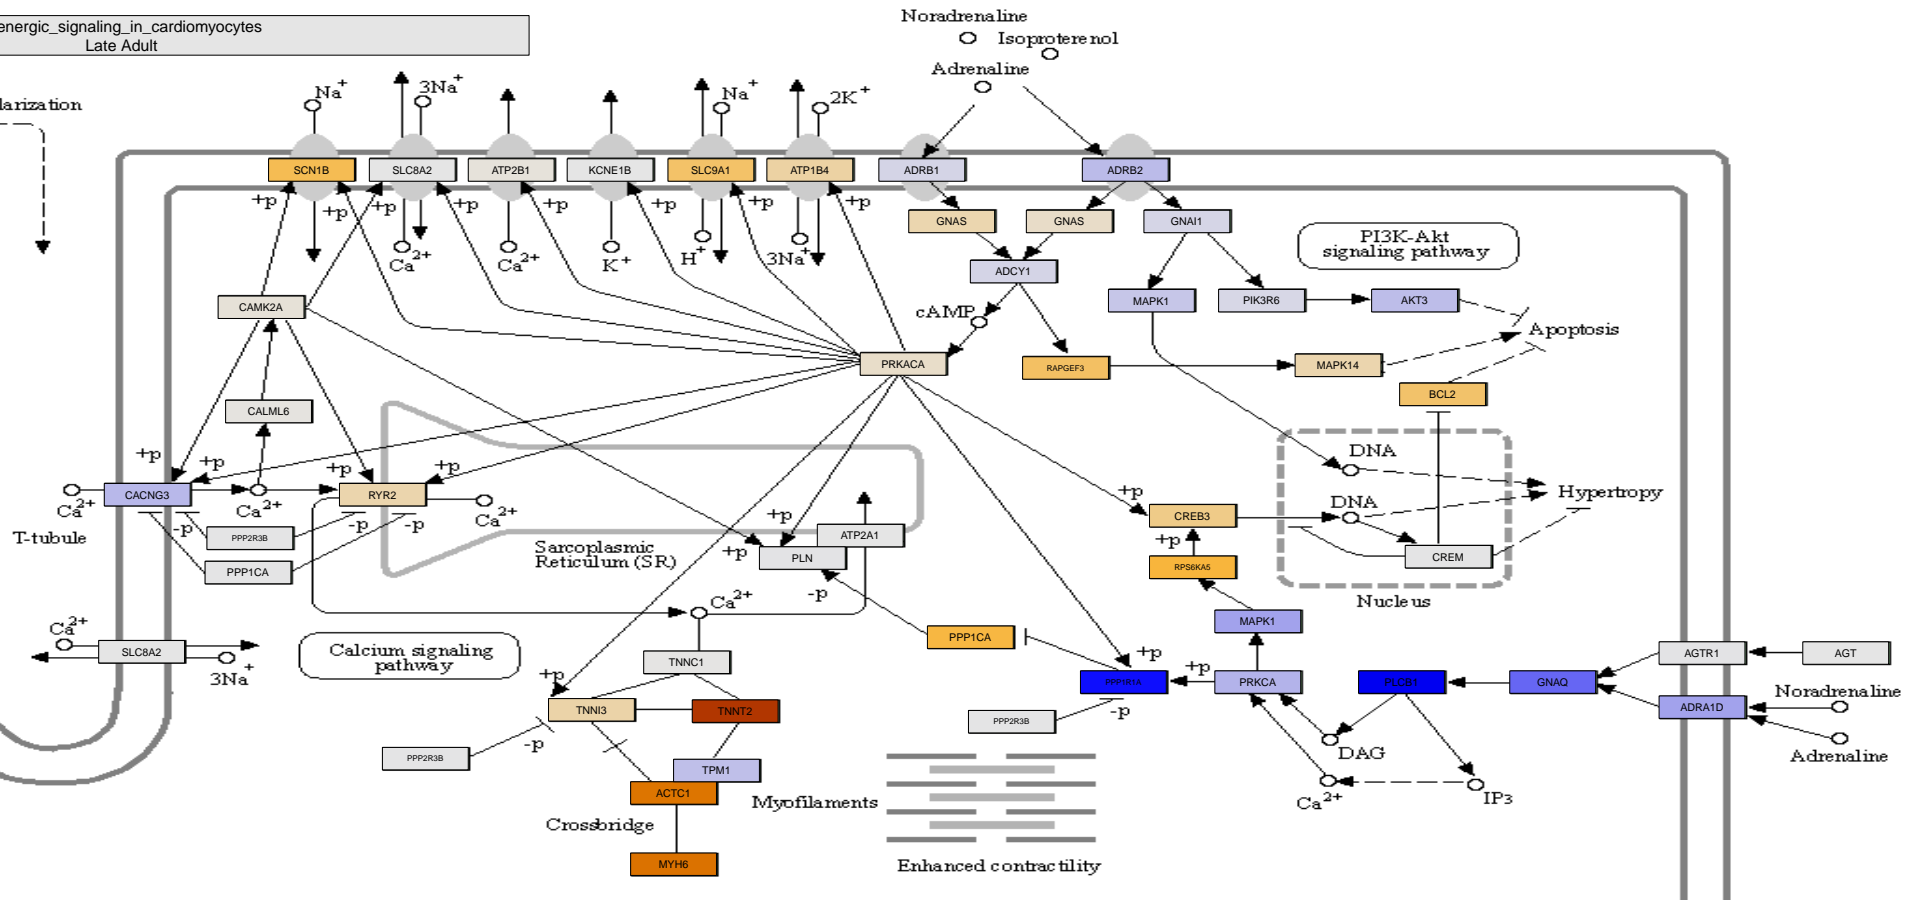 energic_signaling_in_cardiomyocytes
Late Adult
Noradrenaline
Isoproterenol
Adrenaline
larization
Na+
3Na+
Na+
2K+
SCN1B
SLC8A2
ATP2B1
KCNE1B
SLC9A1
ATP1B4
ADRB1
ADRB2
+p
+p
+p
+p
+p
+p
+p
GNAS
GNAS
GNAI1
Ca2+
Ca2+
K+
H+
3Na+
PI3K-Akt
signaling pathway
ADCY1
CAMK2A
MAPK1
PIK3R6
AKT3
cAMP
Apoptosis
PRKACA
RAPGEF3
MAPK14
BCL2
CALML6
DNA
+p
+p
+p
+p
CACNG3
RYR2
Ca2+
Ca2+
Ca2+
+p
Hypertropy
DNA
T-tubule
-p
-p
-p
PPP2R3B
PPP1CA
+p
CREB3
ATP2A1
Sarcoplasmic
Reticulum (SR)
+p
PLN
+p
CREM
RPS6KA5
-p
Nucleus
Ca2+
Ca2+
MAPK1
PPP1CA
SLC8A2
3Na+
Calcium signaling
pathway
TNNC1
+p
+p
+p
AGTR1
AGT
PPP1R1A
PRKCA
PLCB1
GNAQ
Noradrenaline
TNNI3
TNNT2
ADRA1D
PPP2R3B
-p
-p
PPP2R3B
DAG
Adrenaline
TPM1
ACTC1
Myofilaments
Ca2+
IP3
Crossbridge
MYH6
Enhanced contractility